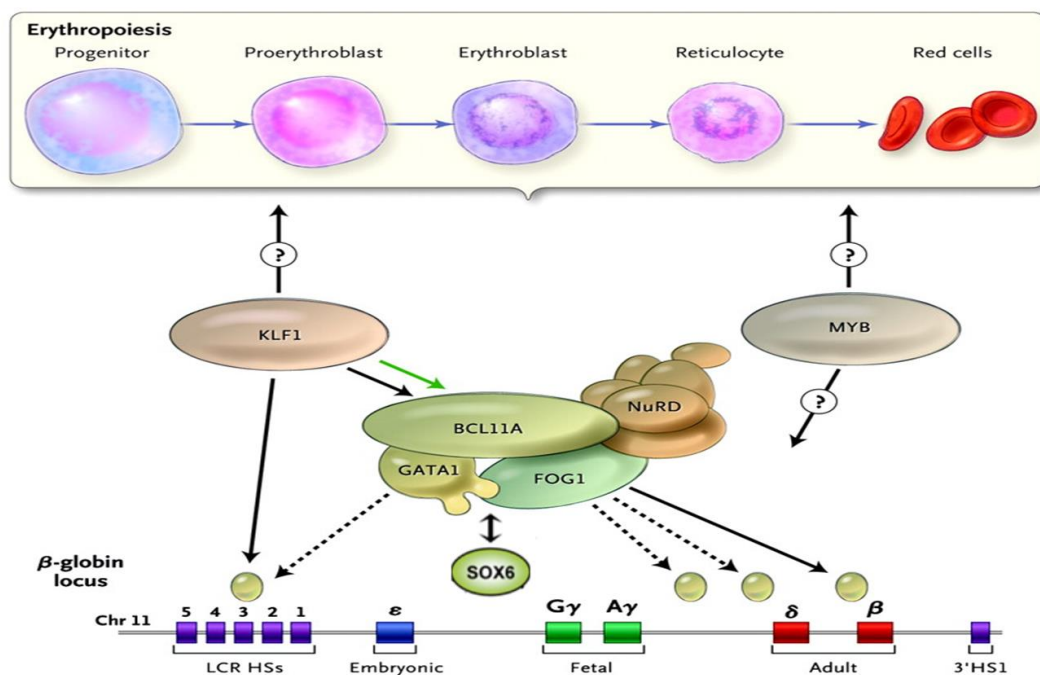 Erythropoiesis
Progenitor Proerythroblast Erythroblast Reticulocyte Red cells
? ?
KLF1 MYB
?
NuRD
BCL11A
GATA1 FOG1
SOX6
β-globin
locus
5 4 3 2 1 ε Gγ Aγ δ β
Chr 11
LCR HSs Embryonic Fetal Adult 3'HS1